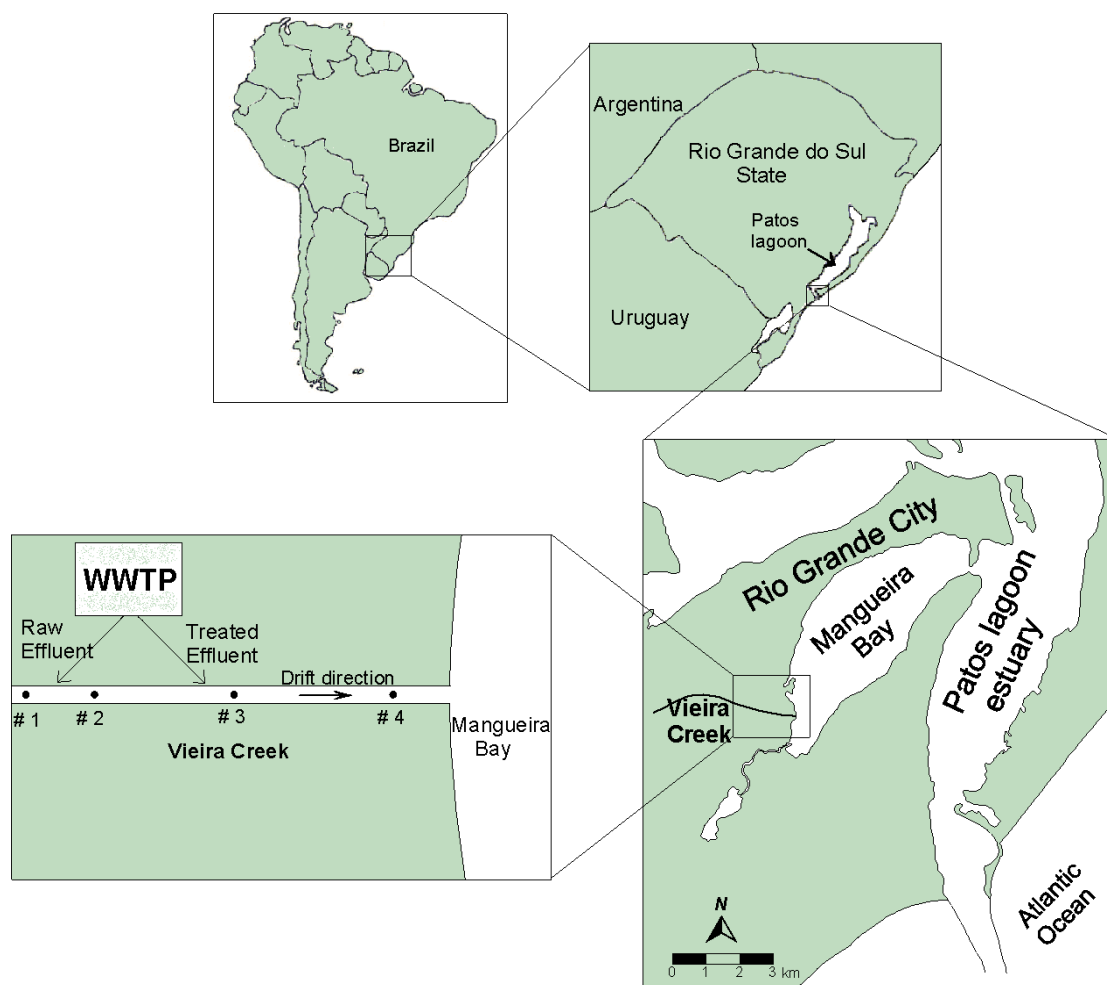 Brazil
Argentina
Rio Grande do Sul
State
Patos
lagoon
Uruguay
WWTP
Raw
Effluent
Treated
Effluent
Drift direction
# 1
# 2
# 3
# 4
Vieira Creek
Mangueira
Bay
Rio Grande City
Mangueira
Bay
Patos lagoon
estuary
Vieira
Creek
Atlantic
Ocean
N
0 1 2 3 km